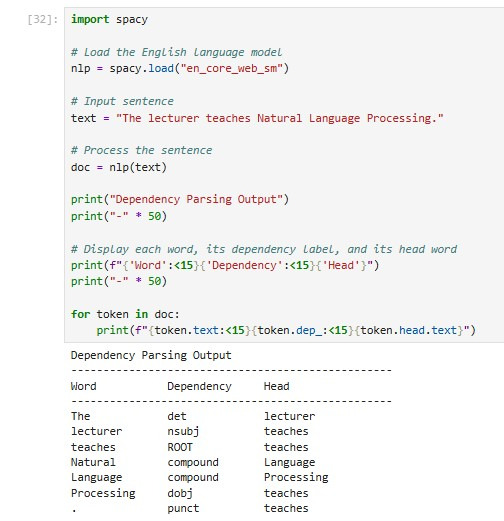 [32]: import spacy
# Load the English language model
nlp = spacy.load("en_core_web_sm")
# Input sentence
text = "The lecturer teaches Natural Language Processing."
# Process the sentence
doc = nlp(text)
print("Dependency Parsing Output")
print("-" * 50)
# Display each word, its dependency label, and its head word
print(f"{'Word':<15}{'Dependency':<15}{'Head'}")
print("-" * 50)
for token in doc:
    print(f"{token.text:<15}{token.dep_:<15}{token.head.text}")
Dependency Parsing Output
--------------------------------------------------
Word           Dependency     Head
--------------------------------------------------
The            det            lecturer
lecturer       nsubj          teaches
teaches        ROOT           teaches
Natural        compound       Language
Language       compound       Processing
Processing     dobj           teaches
.              punct          teaches